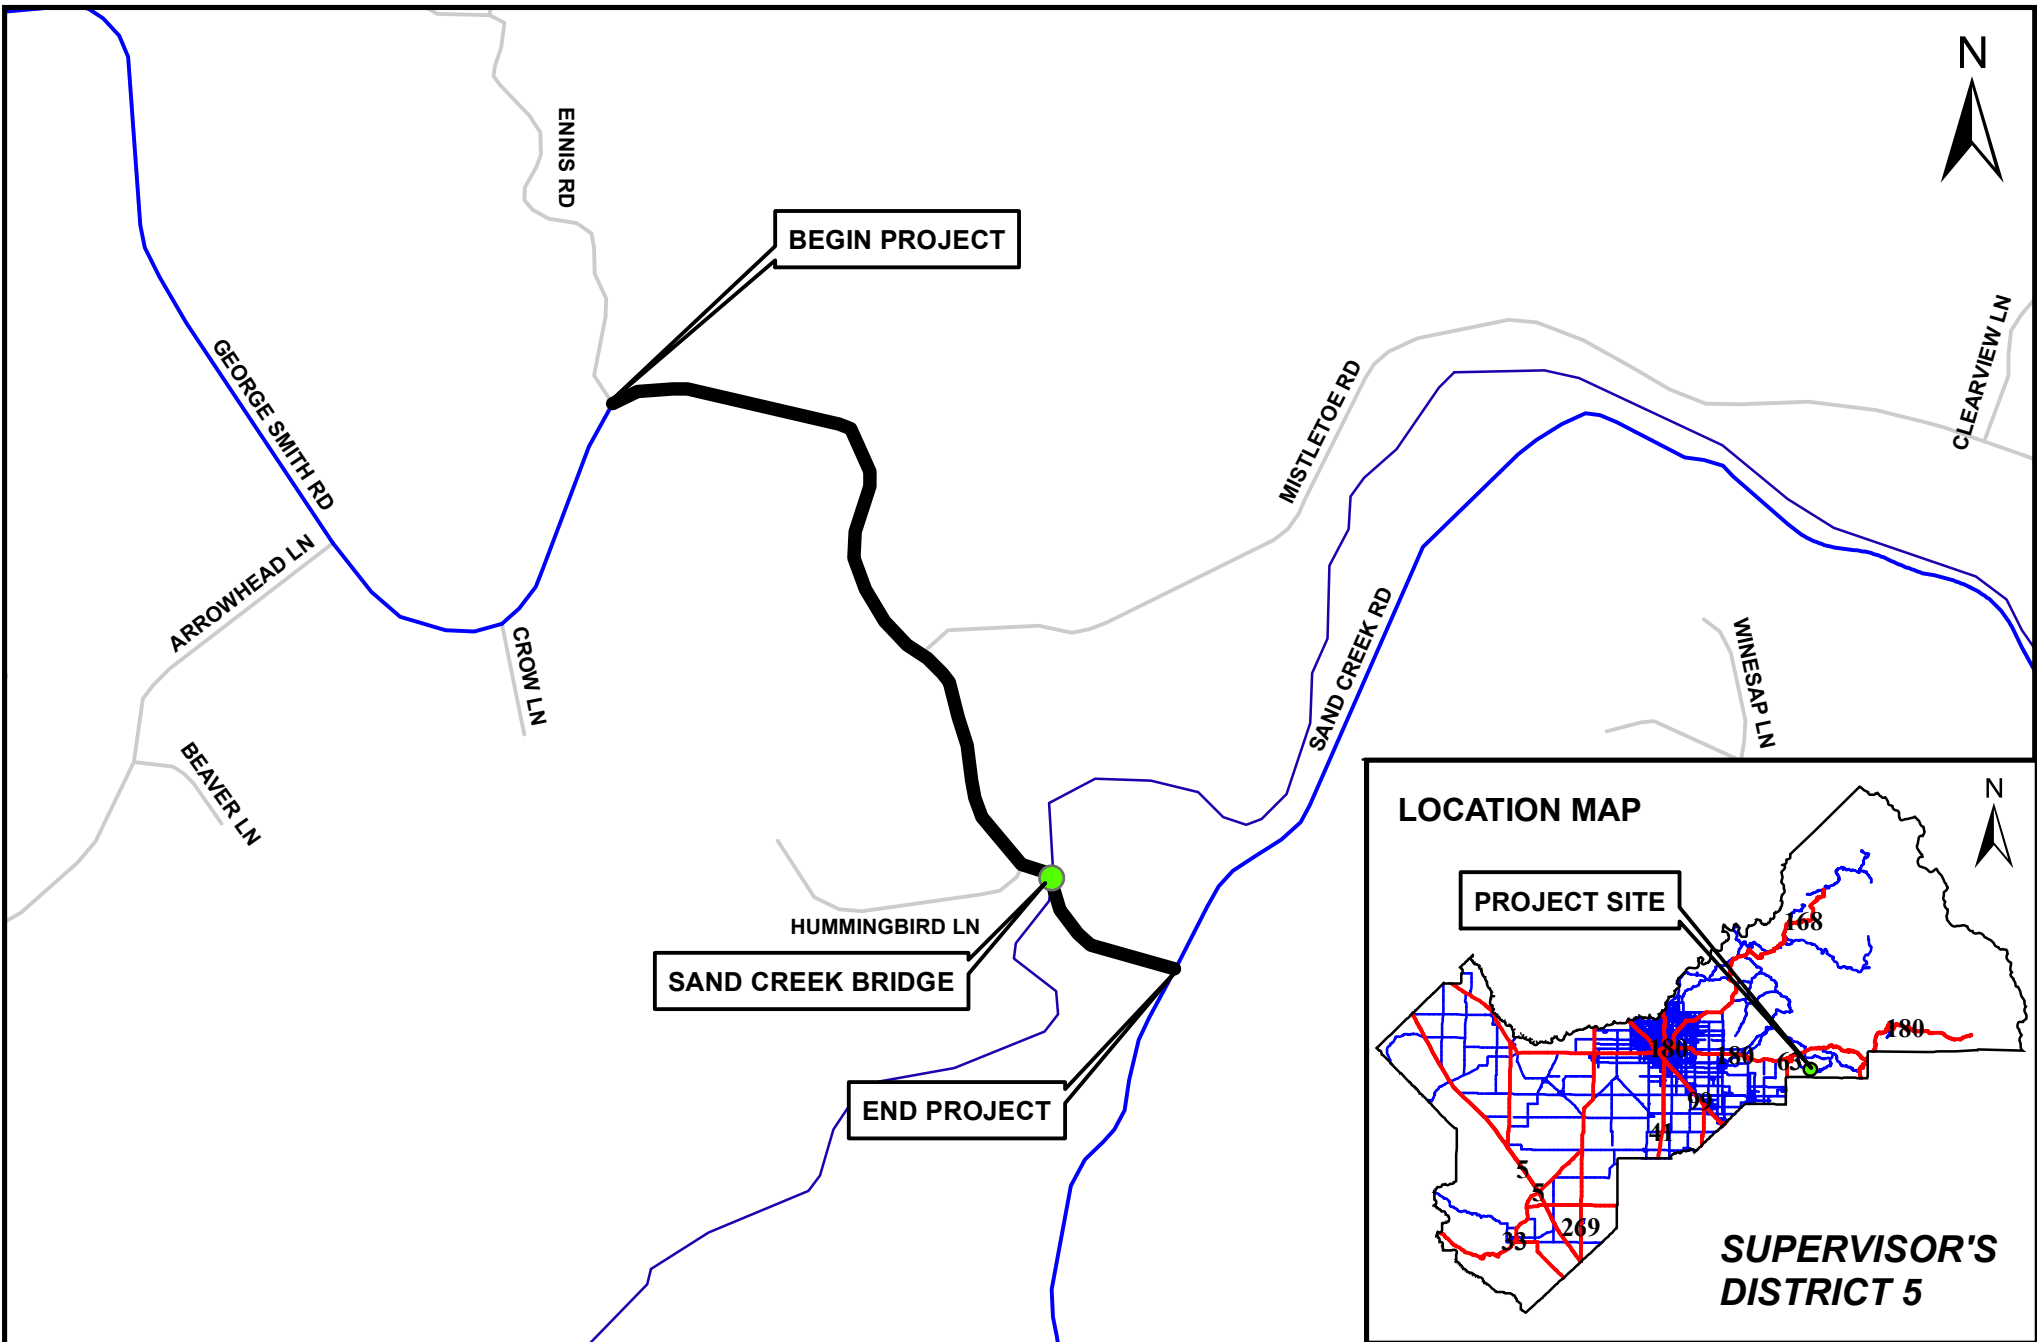 N
ENNIS RD
BEGIN PROJECT
GEORGE SMITH RD
MISTLETOE RD
CLEARVIEW LN
ARROWHEAD LN
CROW LN
SAND CREEK RD
WINESAP LN
BEAVER LN
HUMMINGBIRD LN
SAND CREEK BRIDGE
END PROJECT
LOCATION MAP
N
PROJECT SITE
168
180
180
180
63
99
41
5
5
269
33
SUPERVISOR'S
DISTRICT 5